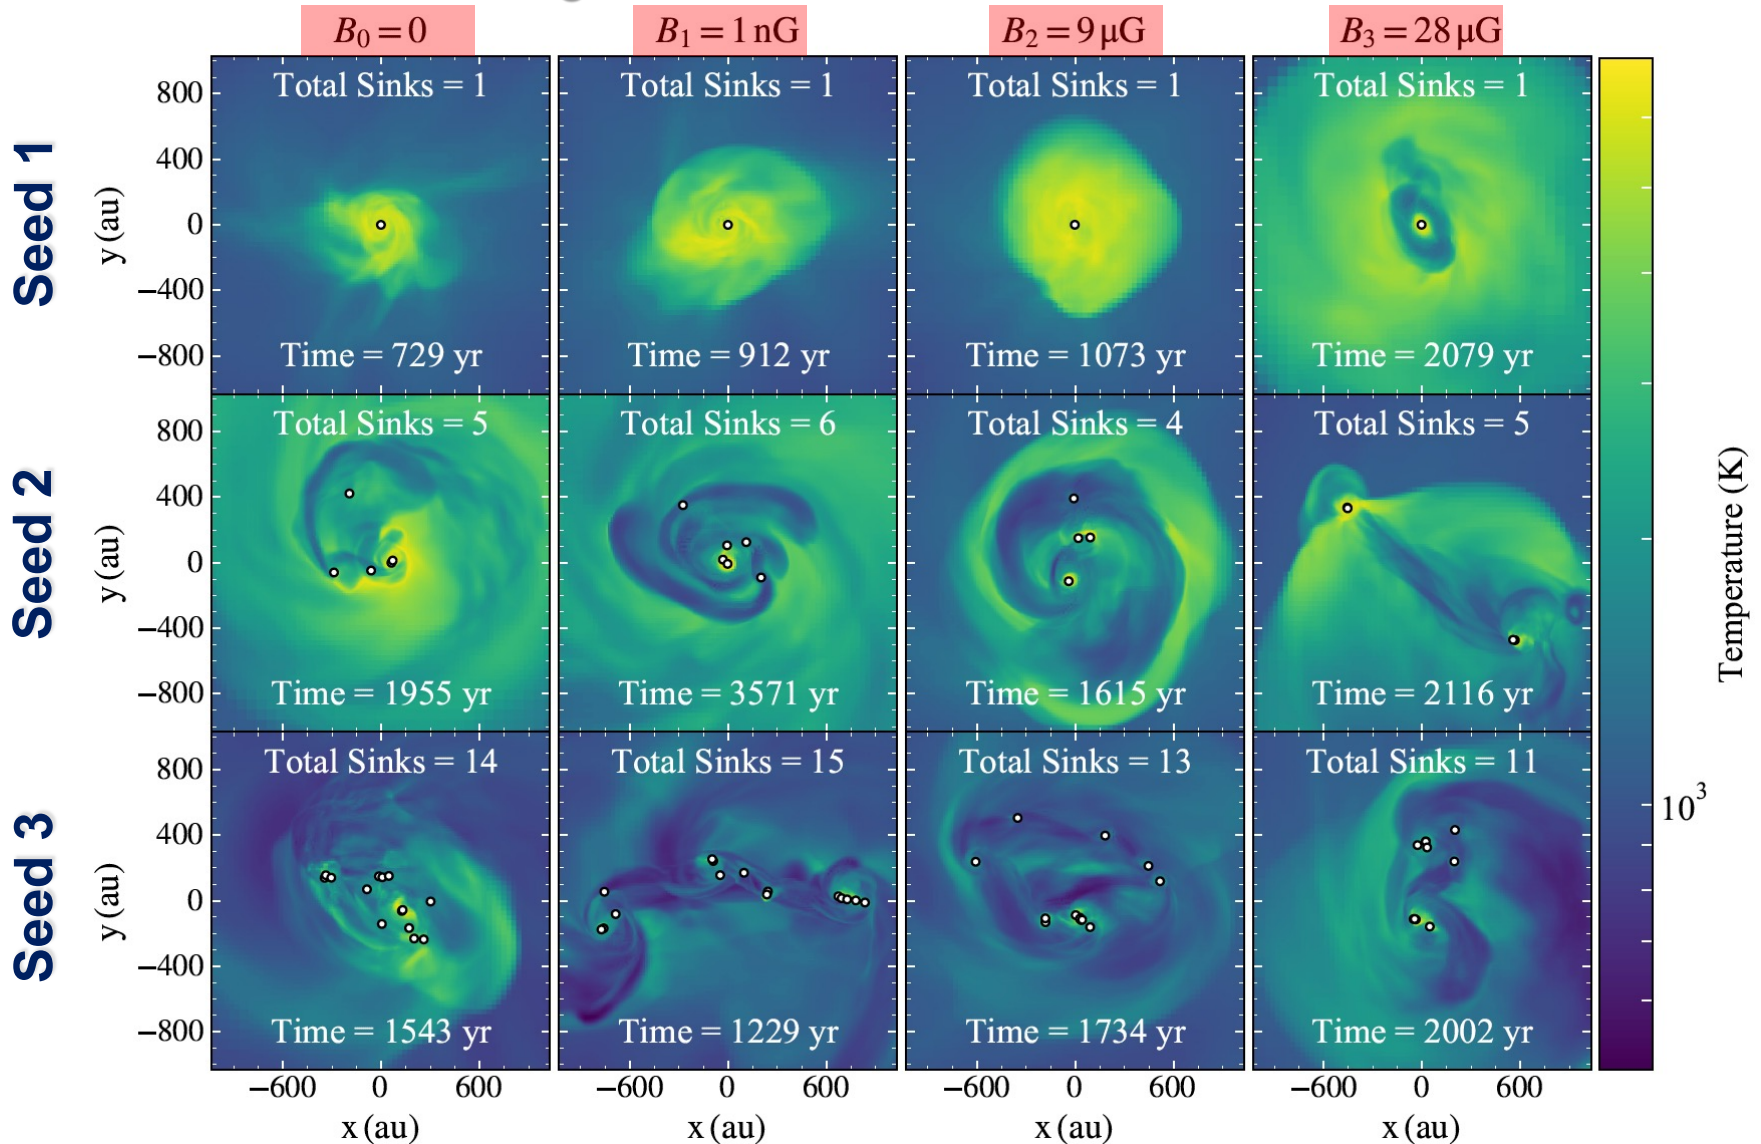 B₀ = 0
B₁ = 1 nG
B₂ = 9 μG
B₃ = 28 μG
Seed 1
y (au)
800
400
0
−400
−800
Total Sinks = 1
Time = 729 yr
Total Sinks = 1
Time = 912 yr
Total Sinks = 1
Time = 1073 yr
Total Sinks = 1
Time = 2079 yr
Seed 2
y (au)
800
400
0
−400
−800
Total Sinks = 5
Time = 1955 yr
Total Sinks = 6
Time = 3571 yr
Total Sinks = 4
Time = 1615 yr
Total Sinks = 5
Time = 2116 yr
Seed 3
y (au)
800
400
0
−400
−800
Total Sinks = 14
Time = 1543 yr
Total Sinks = 15
Time = 1229 yr
Total Sinks = 13
Time = 1734 yr
Total Sinks = 11
Time = 2002 yr
−600 0 600
x (au)
−600 0 600
x (au)
−600 0 600
x (au)
−600 0 600
x (au)
10³
Temperature (K)